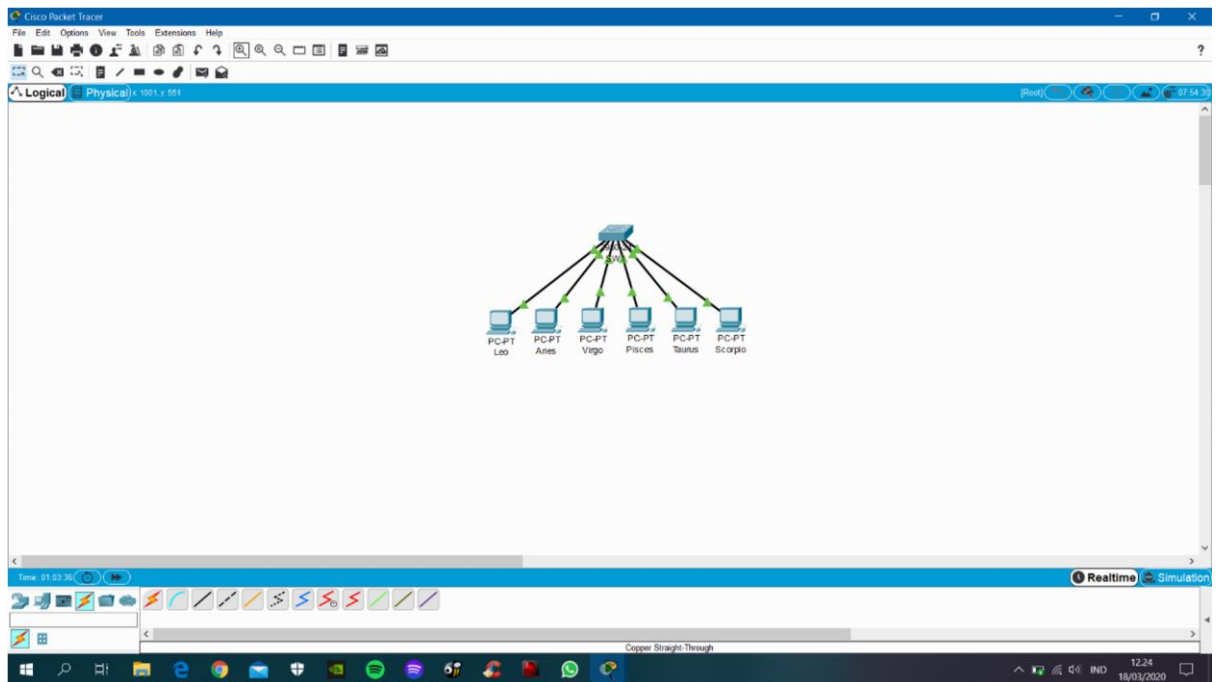 Cisco Packet Tracer
File Edit Options View Tools Extensions Help
?
Logical Physical x: 1001, y: 551 [Root] 07:54:30
PC-PT PC-PT PC-PT PC-PT PC-PT PC-PT
Leo Aries Virgo Pisces Taurus Scorpio
Time: 01:03:36 Realtime Simulation
Copper Straight-Through
IND 12.24
18/03/2020